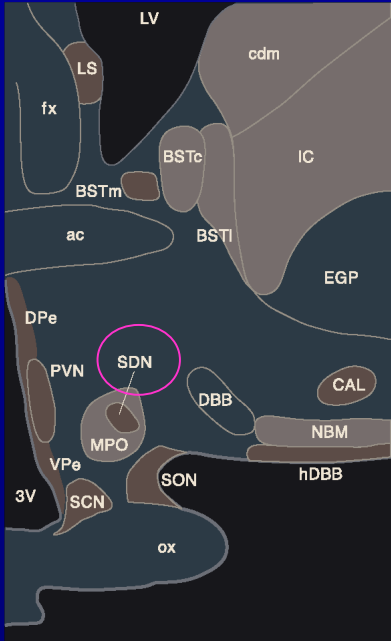 LV
cdm
LS
fx
BSTc
IC
BSTm
ac
BSTl
EGP
DPe
SDN
PVN
CAL
DBB
NBM
MPO
VPe
hDBB
SON
3V
SCN
ox